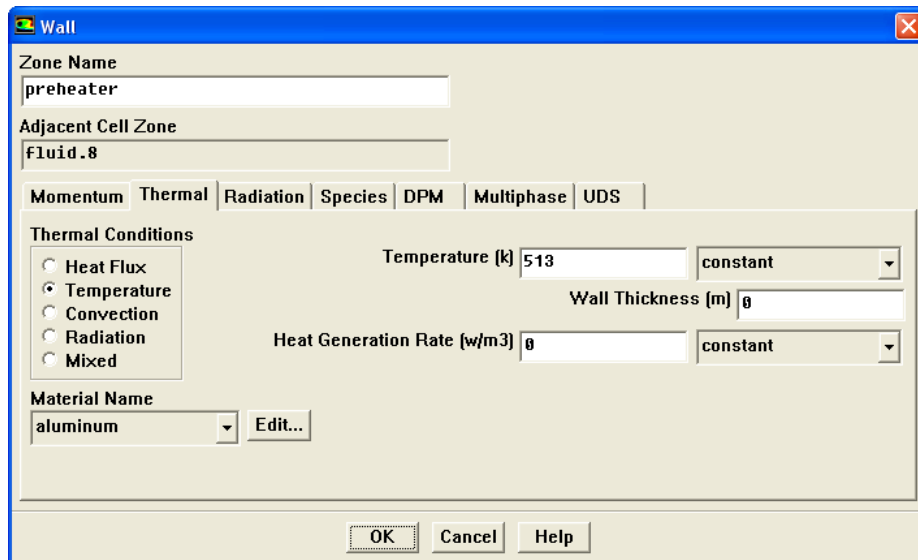 Wall
Zone Name
preheater
Adjacent Cell Zone
fluid.8
Momentum Thermal Radiation Species DPM Multiphase UDS
Thermal Conditions
Heat Flux
Temperature
Convection
Radiation
Mixed
Temperature (k) 513 constant
Wall Thickness (m) 0
Heat Generation Rate (w/m3) 0 constant
Material Name
aluminum Edit...
OK Cancel Help